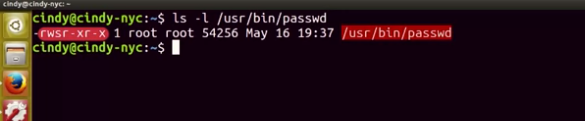 cindy@cindy-nyc: ~
cindy@cindy-nyc:~$ ls -l /usr/bin/passwd
-rwsr-xr-x 1 root root 54256 May 16 19:37 /usr/bin/passwd
cindy@cindy-nyc:~$